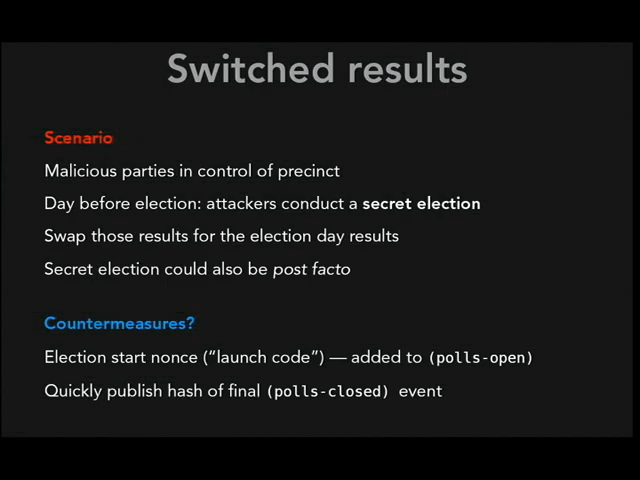 Switched results
Scenario
Malicious parties in control of precinct
Day before election: attackers conduct a secret election
Swap those results for the election day results
Secret election could also be post facto
Countermeasures?
Election start nonce (“launch code”) — added to (polls-open)
Quickly publish hash of final (polls-closed) event